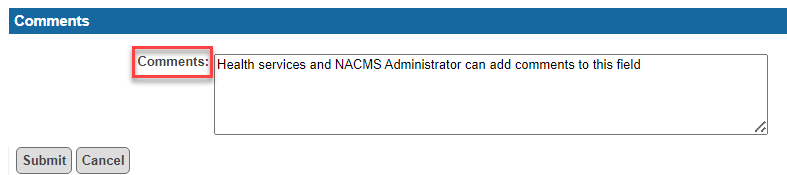 Comments
Comments: Health services and NACMS Administrator can add comments to this field
Submit Cancel